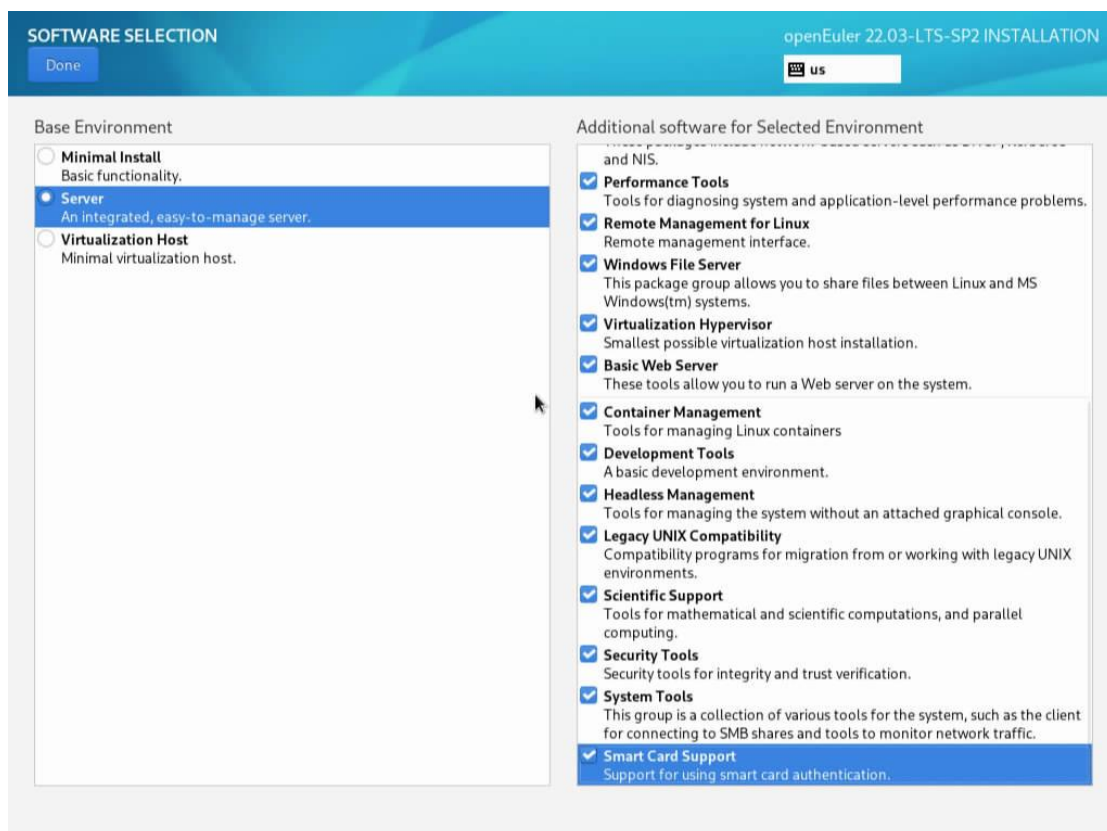 SOFTWARE SELECTION
Done
openEuler 22.03-LTS-SP2 INSTALLATION
us
Base Environment
Minimal Install
Basic functionality.
Server
An integrated, easy-to-manage server.
Virtualization Host
Minimal virtualization host.
Additional software for Selected Environment
and NIS.
Performance Tools
Tools for diagnosing system and application-level performance problems.
Remote Management for Linux
Remote management interface.
Windows File Server
This package group allows you to share files between Linux and MS
Windows(tm) systems.
Virtualization Hypervisor
Smallest possible virtualization host installation.
Basic Web Server
These tools allow you to run a Web server on the system.
Container Management
Tools for managing Linux containers
Development Tools
A basic development environment.
Headless Management
Tools for managing the system without an attached graphical console.
Legacy UNIX Compatibility
Compatibility programs for migration from or working with legacy UNIX
environments.
Scientific Support
Tools for mathematical and scientific computations, and parallel
computing.
Security Tools
Security tools for integrity and trust verification.
System Tools
This group is a collection of various tools for the system, such as the client
for connecting to SMB shares and tools to monitor network traffic.
Smart Card Support
Support for using smart card authentication.